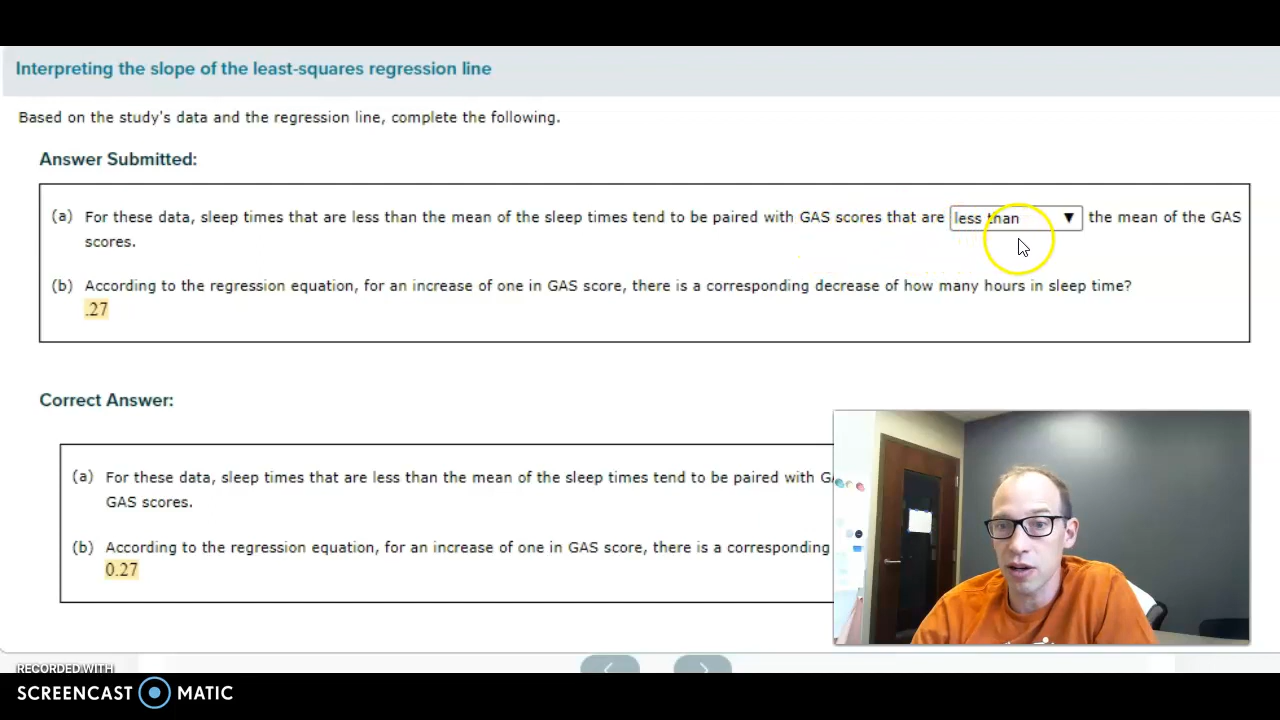 Interpreting the slope of the least-squares regression line
Based on the study's data and the regression line, complete the following.
Answer Submitted:
(a) For these data, sleep times that are less than the mean of the sleep times tend to be paired with GAS scores that are less than ▼ the mean of the GAS
scores.
(b) According to the regression equation, for an increase of one in GAS score, there is a corresponding decrease of how many hours in sleep time?
.27
Correct Answer:
(a) For these data, sleep times that are less than the mean of the sleep times tend to be paired with
GAS scores.
(b) According to the regression equation, for an increase of one in GAS score, there is a corresponding
0.27
RECORDED WITH
SCREENCAST MATIC